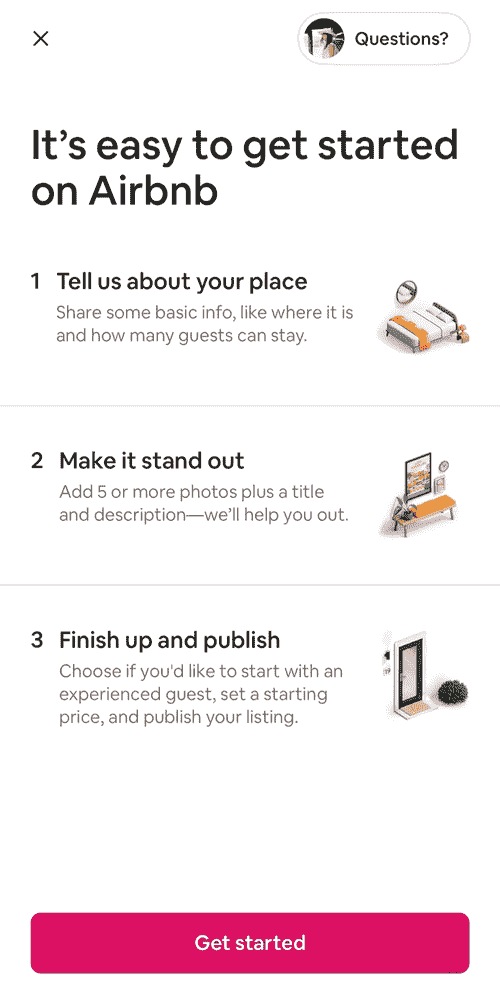 Questions?
It’s easy to get started
on Airbnb
1 Tell us about your place
Share some basic info, like where it is
and how many guests can stay.
2 Make it stand out
Add 5 or more photos plus a title
and description—we’ll help you out.
3 Finish up and publish
Choose if you'd like to start with an
experienced guest, set a starting
price, and publish your listing.
Get started